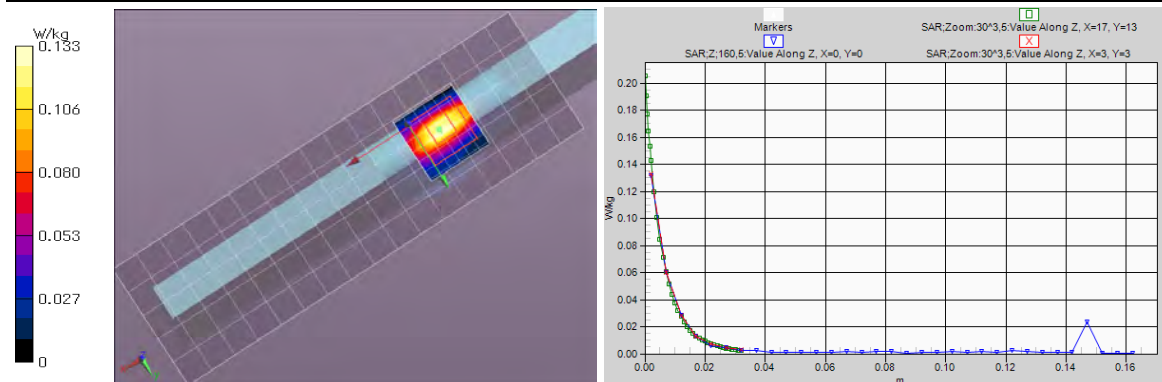 W/kg
0.133
0.106
0.080
0.053
0.027
0
Markers
SAR;Zoom:30^3,5:Value Along Z, X=17, Y=13
SAR;Z;160,5:Value Along Z, X=0, Y=0
SAR;Zoom:30^3,5:Value Along Z, X=3, Y=3
W/kg
0.20
0.18
0.16
0.14
0.12
0.10
0.08
0.06
0.04
0.02
0.00
0.00 0.02 0.04 0.06 0.08 0.10 0.12 0.14 0.16
m